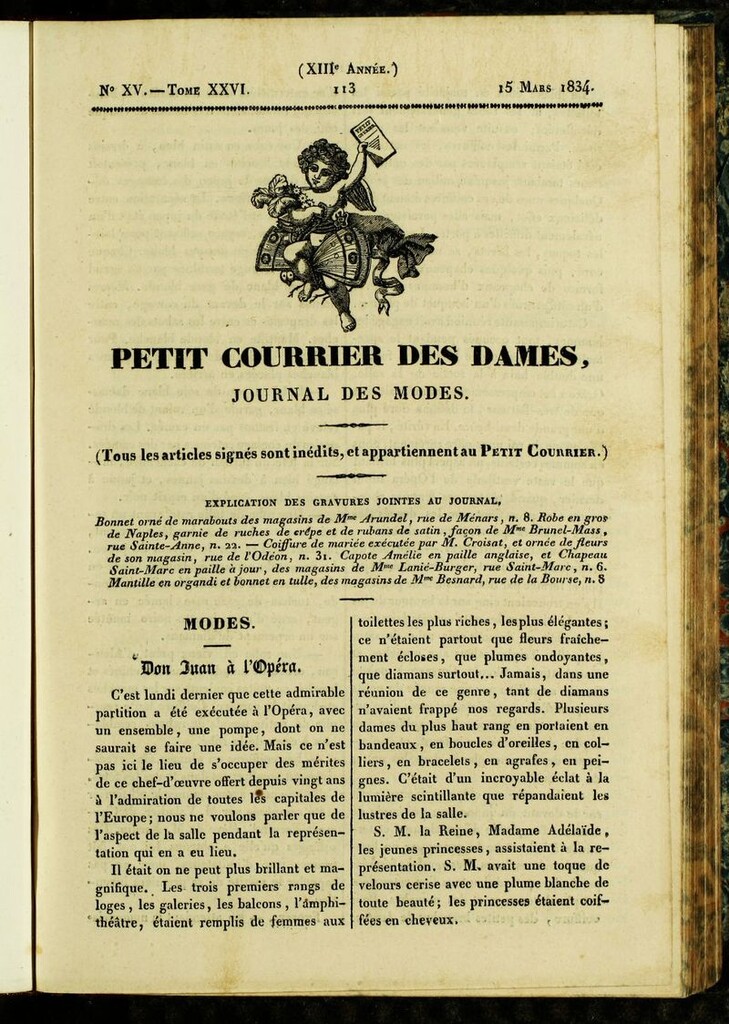 (XIIIe Année.)
No XV.—Tome XXVI.
113
15 Mars 1834.
PETIT
PETIT COURRIER DES DAMES,
JOURNAL DES MODES.
(Tous les articles signés sont inédits, et appartiennent au Petit Courrier.)
EXPLICATION DES GRAVURES JOINTES AU JOURNAL,
Bonnet orné de marabouts des magasins de Mme Arundel, rue de Ménars, n. 8. Robe en gros
de Naples, garnie de ruches de crêpe et de rubans de satin, façon de Mme Brunel-Mass,
rue Sainte-Anne, n. 22. — Coiffure de mariée exécutée par M. Croisat, et ornée de fleurs
de son magasin, rue de l'Odéon, n. 31. Capote Amélie en paille anglaise, et Chapeau
Saint-Marc en paille à jour, des magasins de Mme Lanié-Burger, rue Saint-Marc, n. 6.
Mantille en organdi et bonnet en tulle, des magasins de Mme Besnard, rue de la Bourse, n. 8
MODES.
Don Juan à l'Opéra.
C'est lundi dernier que cette admirable
partition a été exécutée à l'Opéra, avec
un ensemble, une pompe, dont on ne
saurait se faire une idée. Mais ce n'est
pas ici le lieu de s'occuper des mérites
de ce chef-d'œuvre offert depuis vingt ans
à l'admiration de toutes les capitales de
l'Europe; nous ne voulons parler que de
l'aspect de la salle pendant la représen-
tation qui en a eu lieu.
Il était on ne peut plus brillant et ma-
gnifique. Les trois premiers rangs de
loges, les galeries, les balcons, l'amphi-
théâtre, étaient remplis de femmes aux
toilettes les plus riches, les plus élégantes;
ce n'étaient partout que fleurs fraîche-
ment écloses, que plumes ondoyantes,
que diamans surtout... Jamais, dans une
réunion de ce genre, tant de diamans
n'avaient frappé nos regards. Plusieurs
dames du plus haut rang en portaient en
bandeaux, en boucles d'oreilles, en col-
liers, en bracelets, en agrafes, en pei-
gnes. C'était d'un incroyable éclat à la
lumière scintillante que répandaient les
lustres de la salle.
S. M. la Reine, Madame Adélaïde,
les jeunes princesses, assistaient à la re-
présentation. S. M. avait une toque de
velours cerise avec une plume blanche de
toute beauté; les princesses étaient coif-
fées en cheveux.